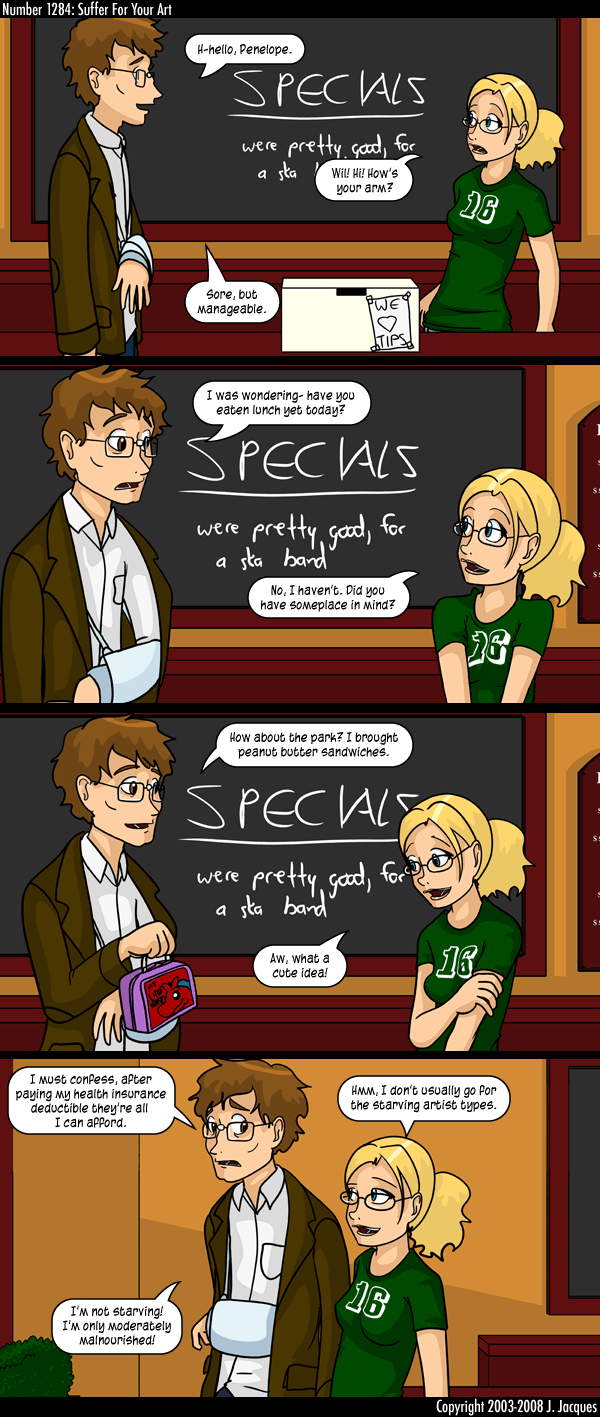 Number 1284: Suffer For Your Art
H-hello, Penelope.
SPECIALS
were pretty good, for
a ska
Wil! Hi! How's
your arm?
16
Sore, but
manageable.
WE
♡
TIPS
I was wondering- have you
eaten lunch yet today?
SPECIALS
were pretty good, for
a ska band
No, I haven't. Did you
have someplace in mind?
16
How about the park? I brought
peanut butter sandwiches.
SPECIALS
were pretty good, for
a ska band
Aw, what a
cute idea!
16
I must confess, after
paying my health insurance
deductible they're all
I can afford.
Hmm, I don't usually go for
the starving artist types.
16
I'm not starving!
I'm only moderately
malnourished!
Copyright 2003-2008 J. Jacques